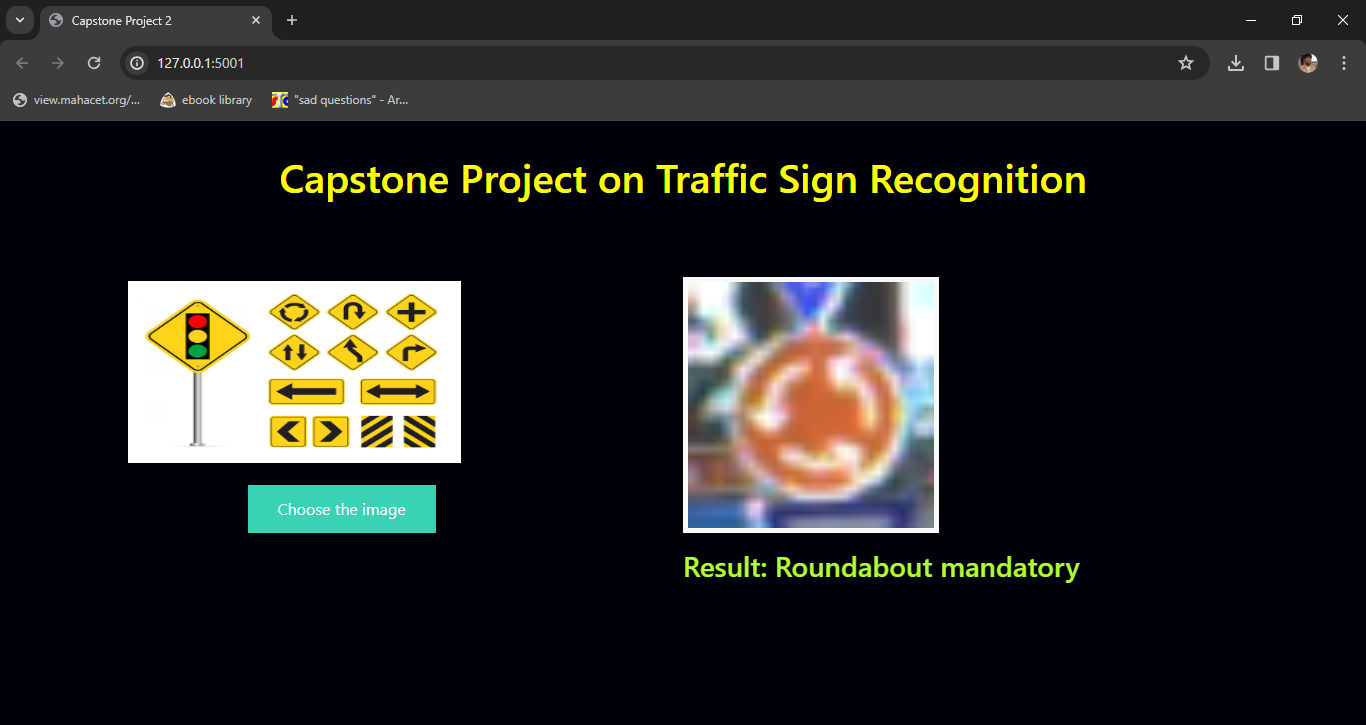 Capstone Project 2
127.0.0.1:5001
view.mahacet.org/...
ebook library
"sad questions" - Ar...
Capstone Project on Traffic Sign Recognition
Choose the image
Result: Roundabout mandatory